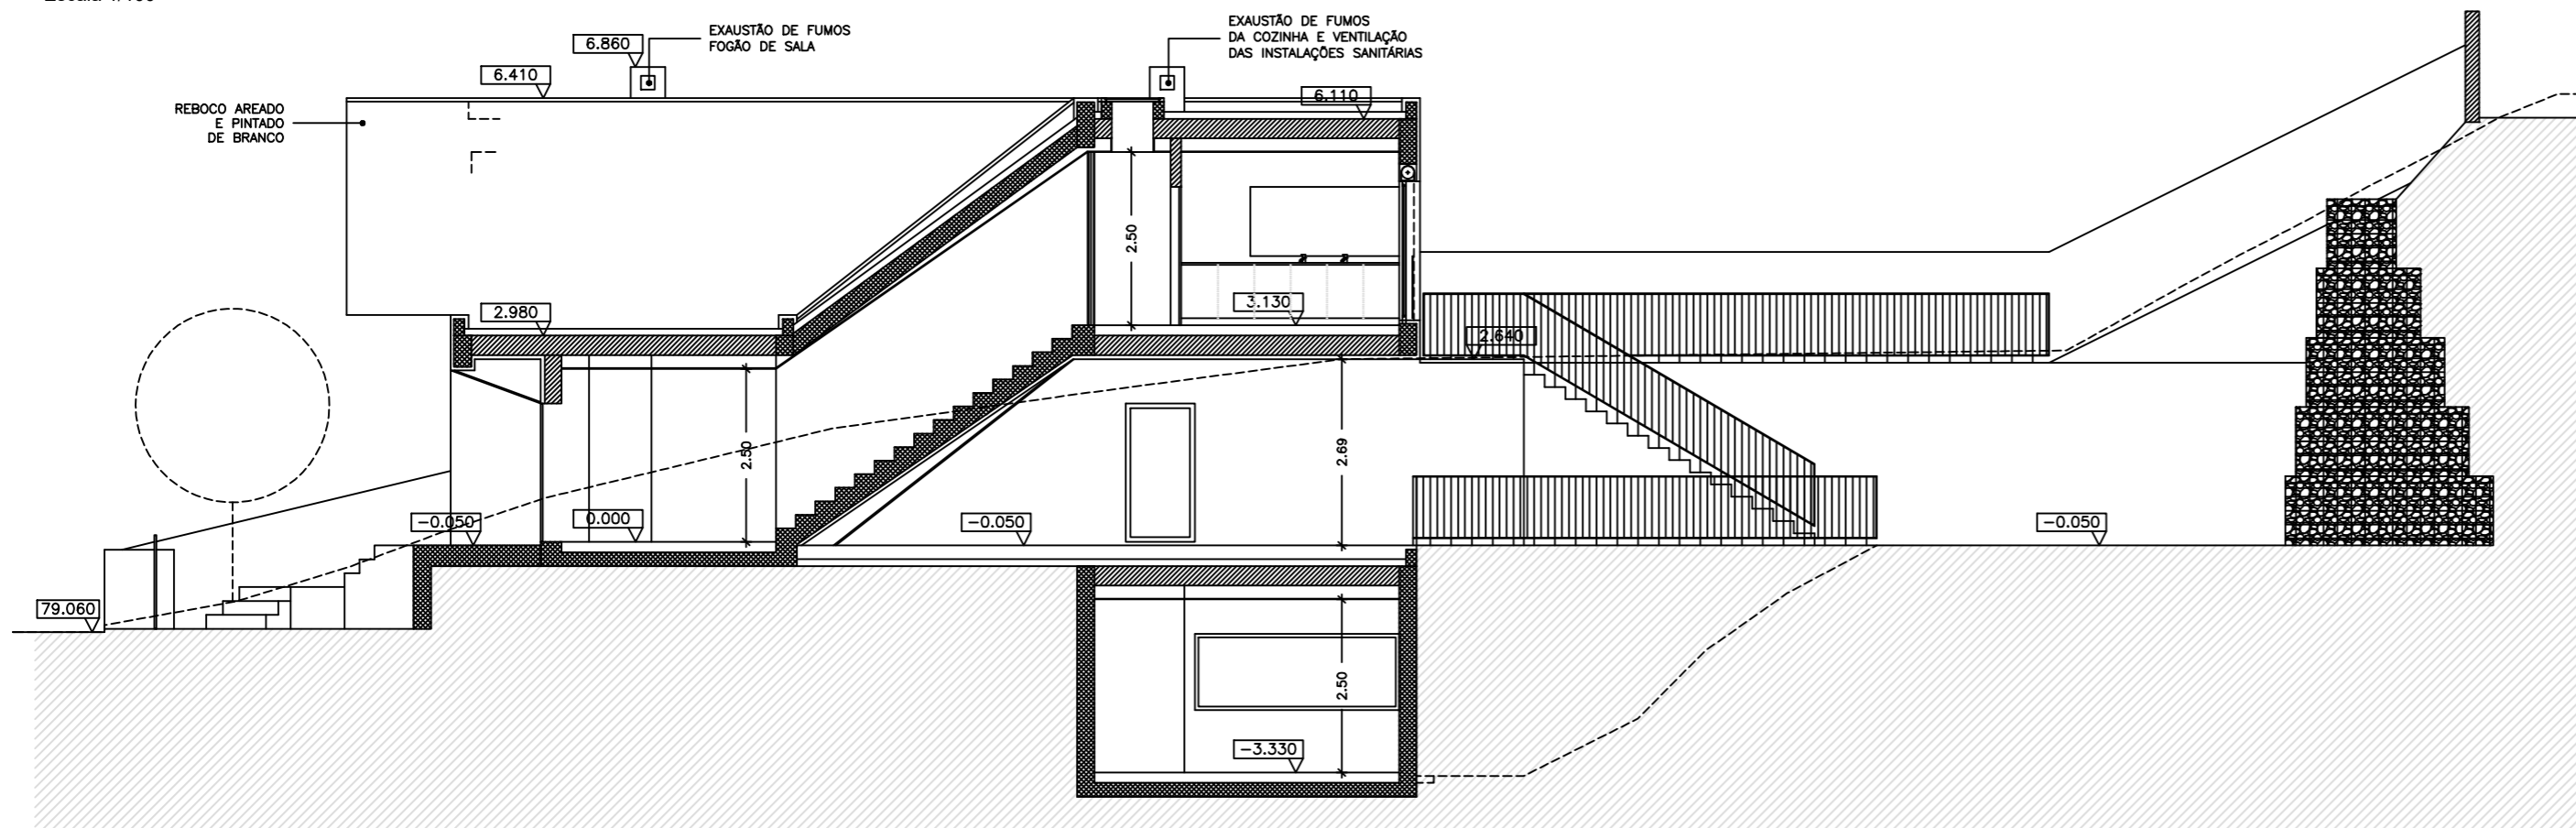 EXAUSTÃO DE FUMOS
FOGÃO DE SALA
EXAUSTÃO DE FUMOS
DA COZINHA E VENTILAÇÃO
DAS INSTALAÇÕES SANITÁRIAS
6.860
6.410
6.110
REBOCO AREADO
E PINTADO
DE BRANCO
2.50
3.130
2.980
2.640
2.50
2.69
-0.050
0.000
-0.050
-0.050
79.060
2.50
-3.330